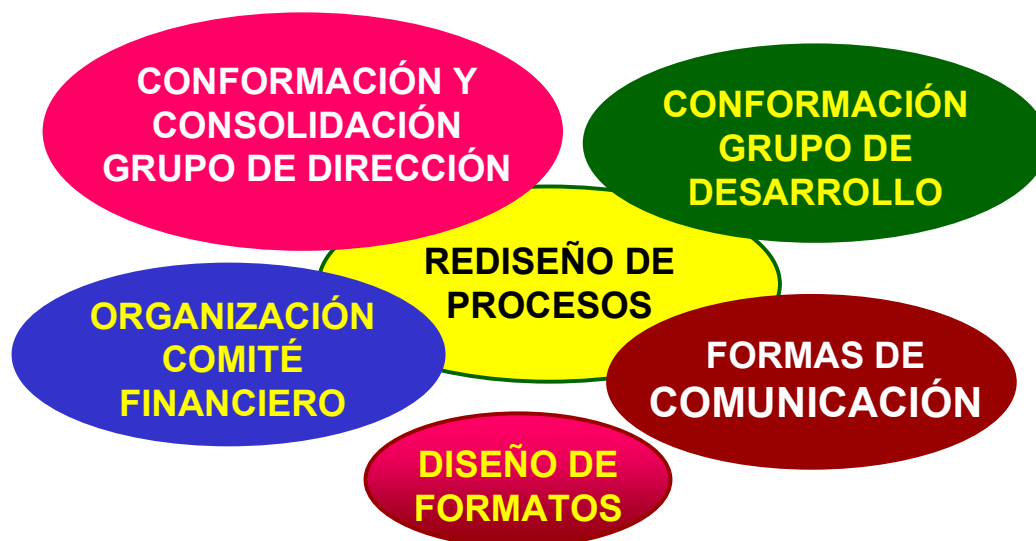 CONFORMACIÓN Y
CONSOLIDACIÓN
GRUPO DE DIRECCIÓN
CONFORMACIÓN
GRUPO DE
DESARROLLO
REDISEÑO DE
PROCESOS
ORGANIZACIÓN
COMITÉ
FINANCIERO
FORMAS DE
COMUNICACIÓN
DISEÑO DE
FORMATOS